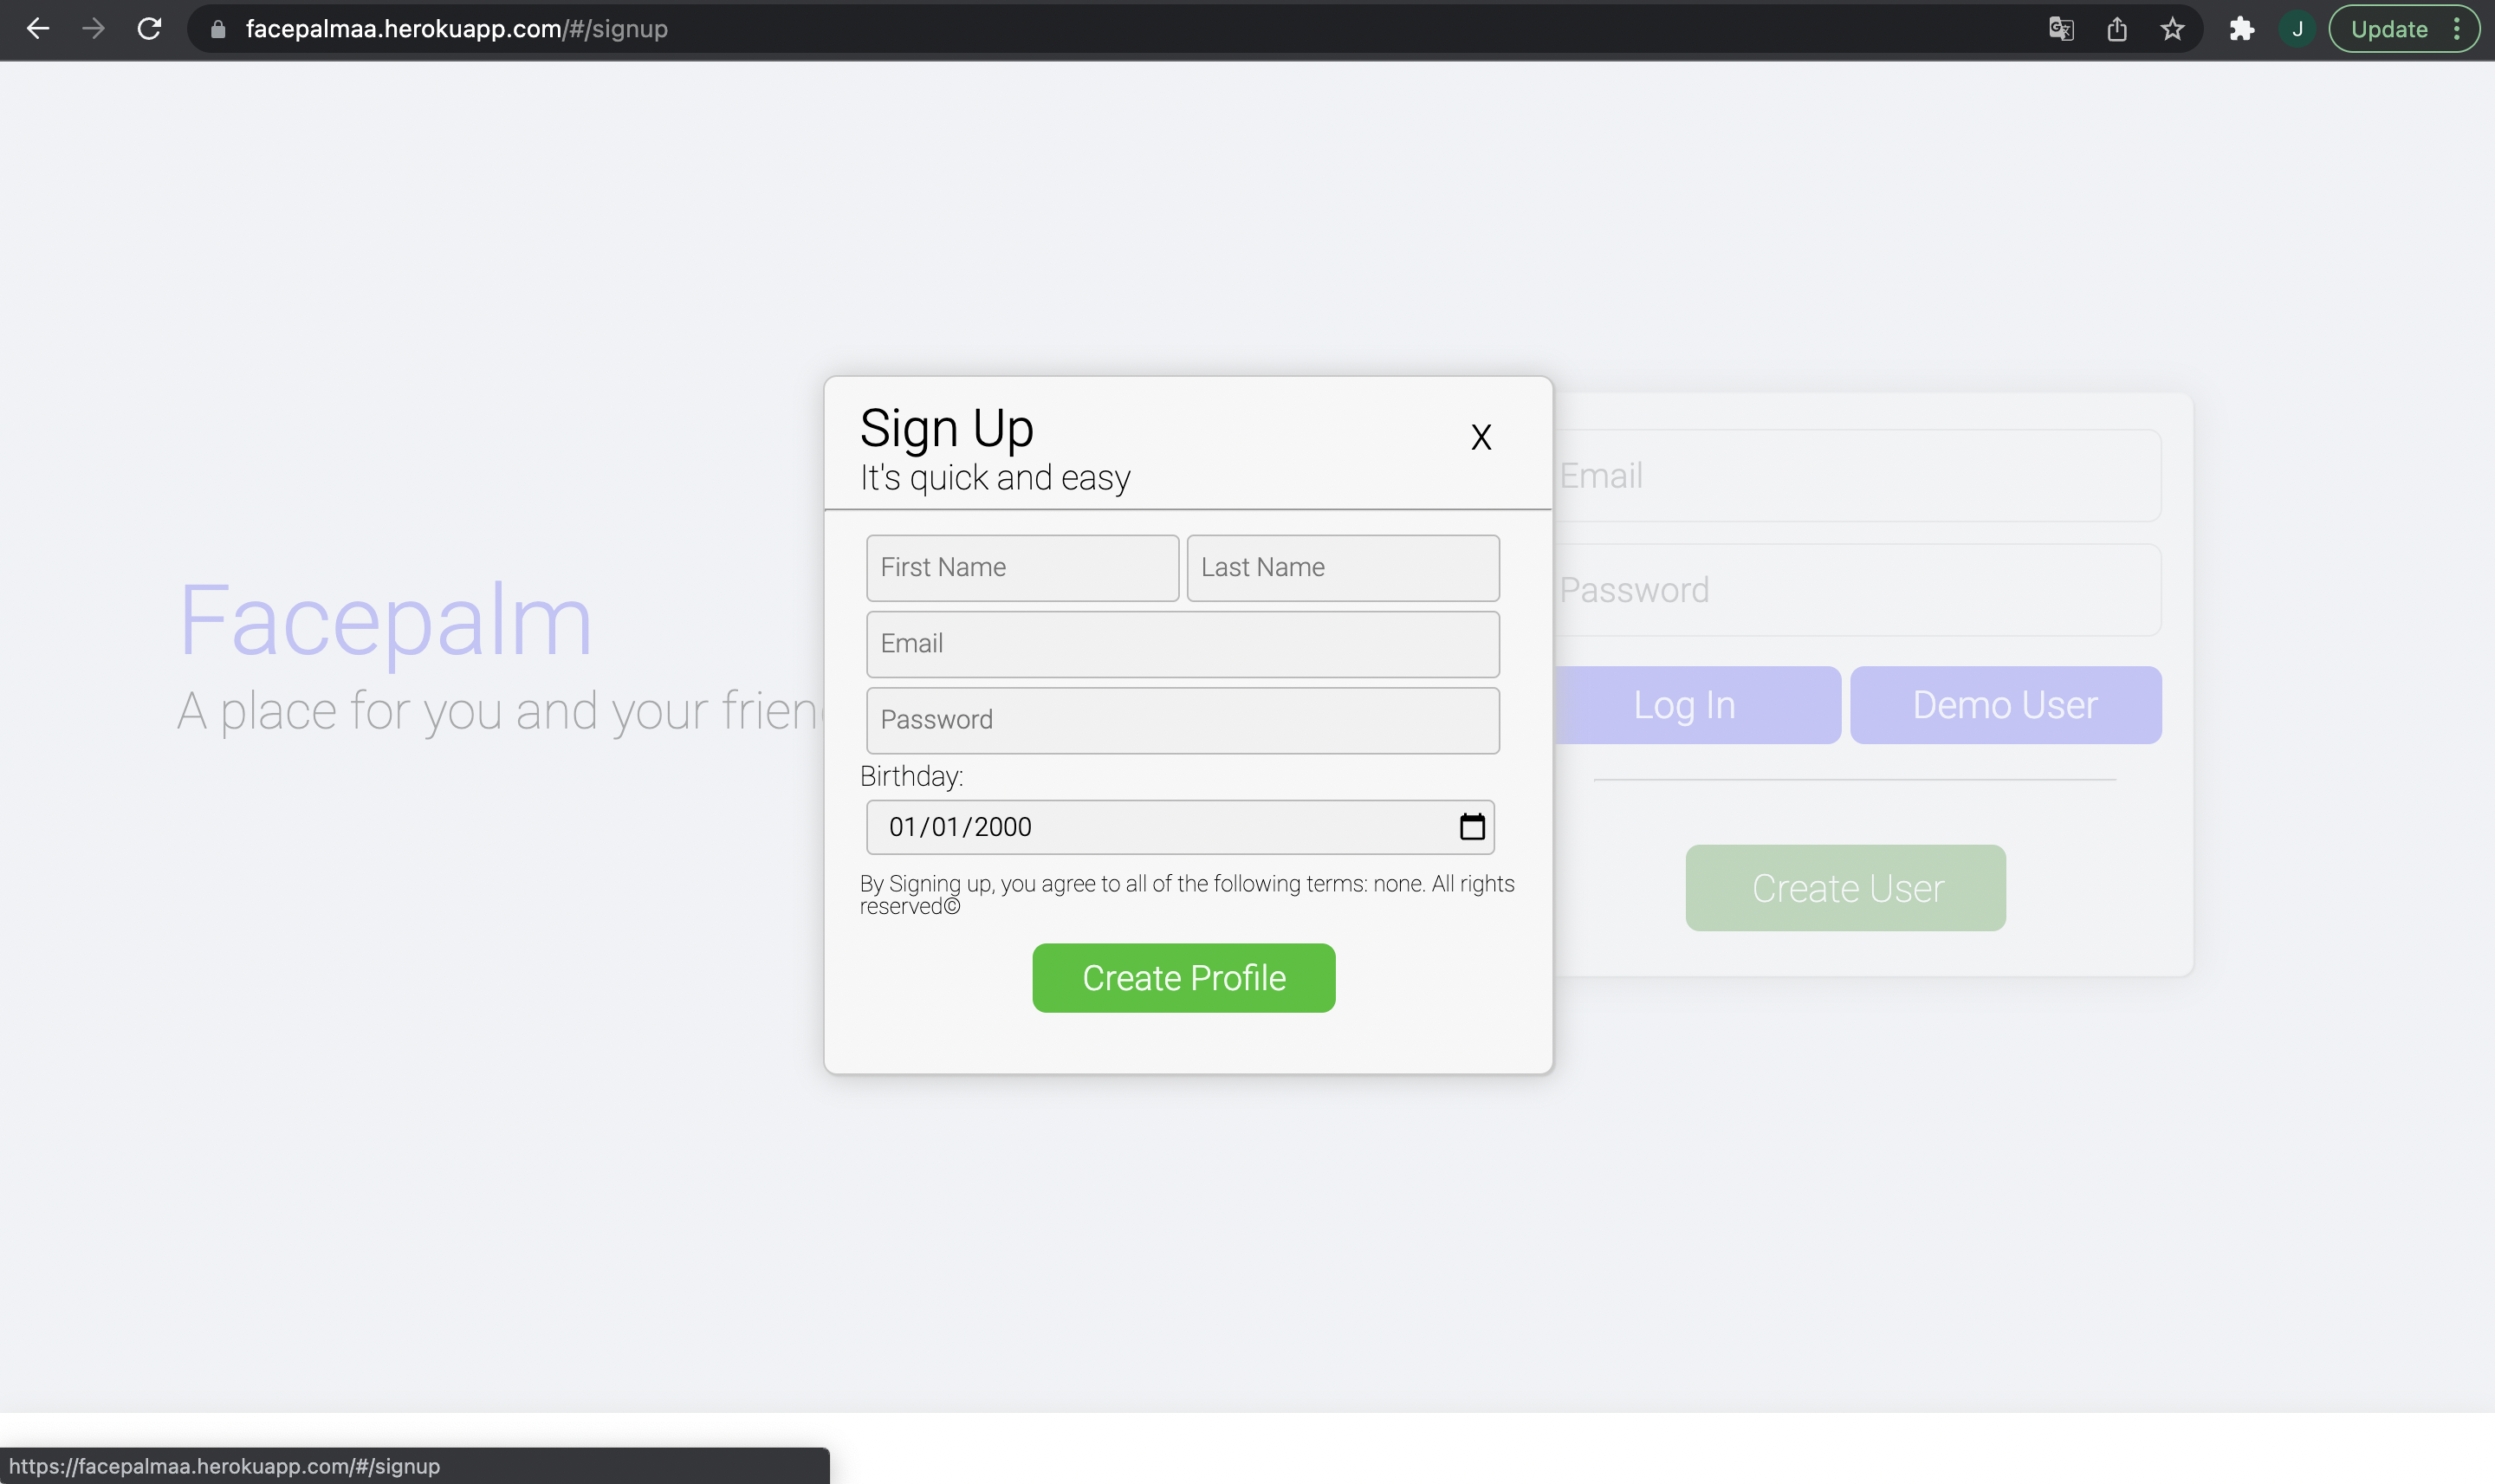 facepalmaa.herokuapp.com/#/signup
J
Update
Sign Up
X
It's quick and easy
First Name
Last Name
Email
Password
Birthday:
01/01/2000
By Signing up, you agree to all of the following terms: none. All rights
reserved©
Create Profile
Facepalm
A place for you and your frien
Email
Password
Log In
Demo User
Create User
https://facepalmaa.herokuapp.com/#/signup